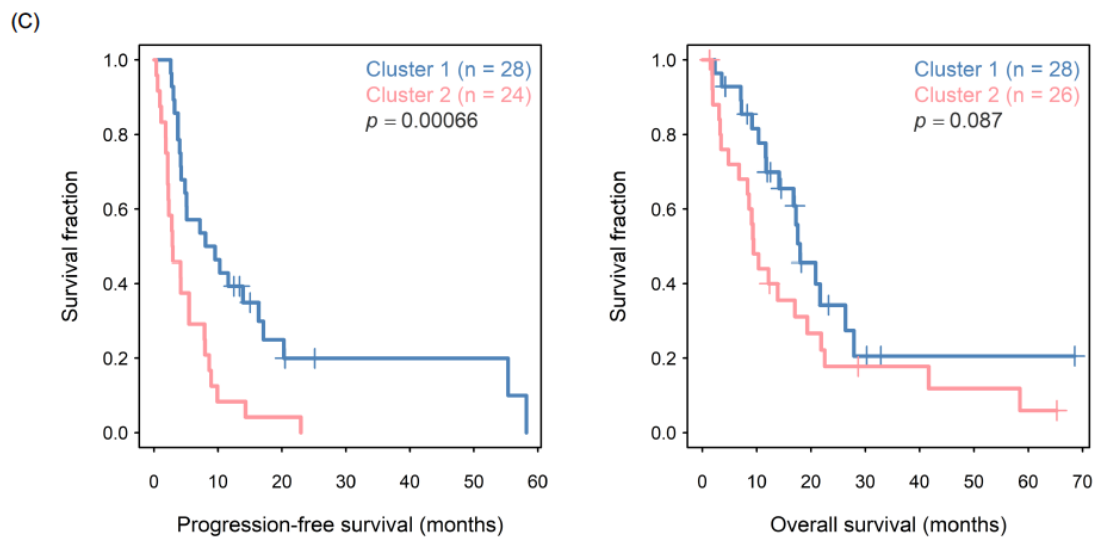 (C)
Cluster 1 (n = 28)
Cluster 2 (n = 24)
p = 0.00066
Survival fraction
1.0
0.8
0.6
0.4
0.2
0.0
0 10 20 30 40 50 60
Progression-free survival (months)
Cluster 1 (n = 28)
Cluster 2 (n = 26)
p = 0.087
Survival fraction
1.0
0.8
0.6
0.4
0.2
0.0
0 10 20 30 40 50 60 70
Overall survival (months)